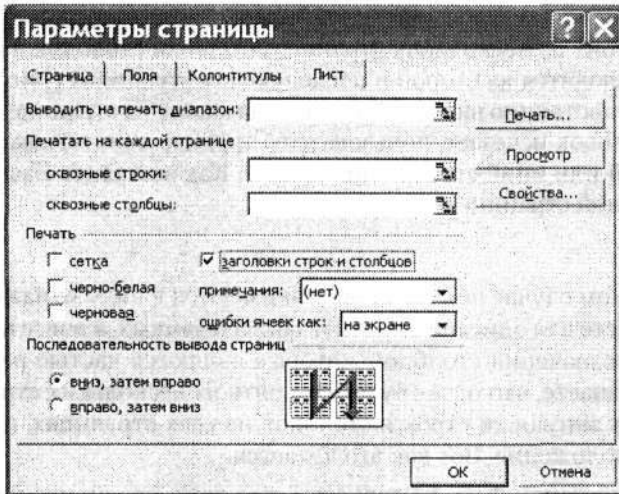 Параметры страницы
Страница Поля Колонтитулы Лист
Выводить на печать диапазон:
Печать...
Печатать на каждой странице
сквозные строки:
Просмотр
сквозные столбцы:
Свойства...
Печать
сетка
заголовки строк и столбцов
черно-белая
примечания: (нет)
черновая
ошибки ячеек как: на экране
Последовательность вывода страниц
вниз, затем вправо
вправо, затем вниз
ОК
Отмена